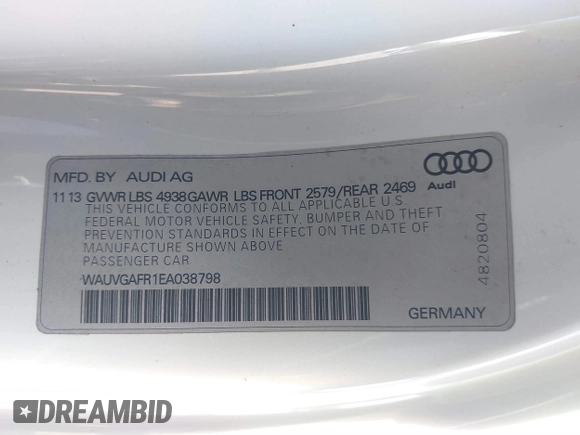 MFD. BY AUDI AG
11 13 GVWR LBS 4938 GAWR LBS FRONT 2579/REAR 2469
Audi
THIS VEHICLE CONFORMS TO ALL APPLICABLE U.S.
FEDERAL MOTOR VEHICLE SAFETY, BUMPER AND THEFT
PREVENTION STANDARDS IN EFFECT ON THE DATE OF
MANUFACTURE SHOWN ABOVE
PASSENGER CAR
WAUVGAFR1EA038798
4820804
GERMANY
DREAMBID